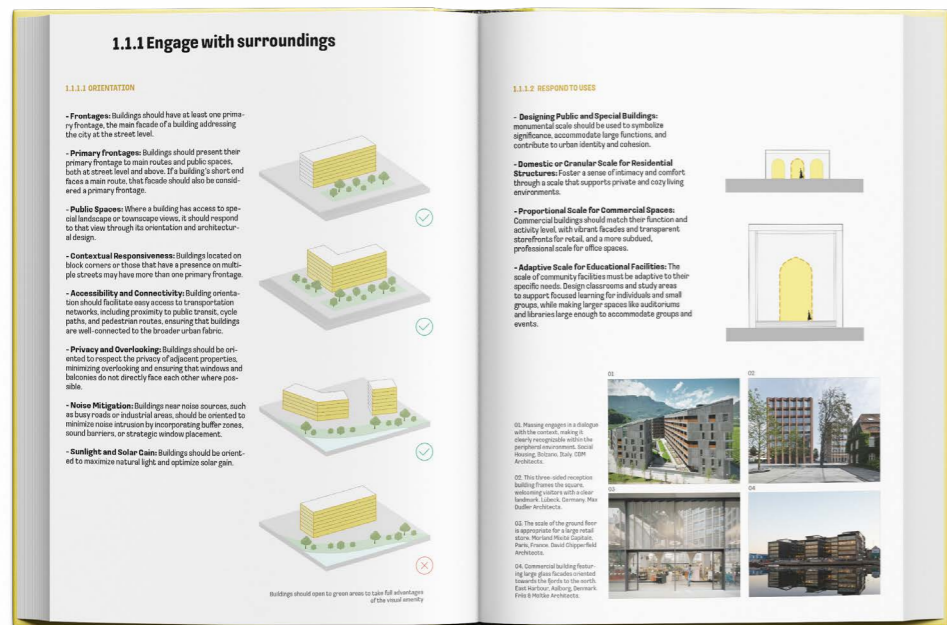 1.1.1 Engage with surroundings
1.1.1.1 ORIENTATION
- Frontages: Buildings should have at least one prima-
ry frontage, the main facade of a building addressing
the city at the street level.
- Primary frontages: Buildings should present their
primary frontage to main routes and public spaces,
both at street level and above. If a building's short end
faces a main route, that facade should also be consid-
ered a primary frontage.
- Public Spaces: Where a building has access to spe-
cial landscape or townscape views, it should respond
to that view through its orientation and architectur-
al design.
- Contextual Responsiveness: Buildings located on
block corners or those that have a presence on multi-
ple streets may have more than one primary frontage.
- Accessibility and Connectivity: Building orienta-
tion should facilitate easy access to transportation
networks, including proximity to public transit, cycle
paths, and pedestrian routes, ensuring that buildings
are well-connected to the broader urban fabric.
- Privacy and Overlooking: Buildings should be ori-
ented to respect the privacy of adjacent properties,
minimizing overlooking and ensuring that windows and
balconies do not directly face each other where pos-
sible.
- Noise Mitigation: Buildings near noise sources, such
as busy roads or industrial areas, should be oriented to
minimize noise intrusion by incorporating buffer zones,
sound barriers, or strategic window placement.
- Sunlight and Solar Gain: Buildings should be orient-
ed to maximize natural light and optimize solar gain.
Buildings should open to green areas to take full advantages
of the visual amenity
1.1.1.2 RESPOND TO USES
- Designing Public and Special Buildings:
monumental scale should be used to symbolize
significance, accommodate large functions, and
contribute to urban identity and cohesion.
- Domestic or Granular Scale for Residential
Structures: Foster a sense of intimacy and comfort
through a scale that supports private and cozy living
environments.
- Proportional Scale for Commercial Spaces:
Commercial buildings should match their function and
activity level, with vibrant facades and transparent
storefronts for retail, and a more subdued,
professional scale for office spaces.
- Adaptive Scale for Educational Facilities: The
scale of community facilities must be adaptive to their
specific needs. Design classrooms and study areas
to support focused learning for individuals and small
groups, while making larger spaces like auditoriums
and libraries large enough to accommodate groups and
events.
01
02
03
04
01. Massing engages in a dialogue
with the context, making it
clearly recognizable within the
peripheral environment. Social
Housing, Bolzano, Italy. CDM
Architects.
02. This three-sided reception
building frames the square,
welcoming visitors with a clear
landmark. Lübeck, Germany. Max
Dudler Architects.
03. The scale of the ground floor
is appropriate for a large retail
store. Morland Mixité Capitale,
Paris, France. David Chipperfield
Architects.
04. Commercial building featur-
ing large glass facades oriented
towards the fjords to the north.
East Harbour, Aalborg, Denmark.
Friis & Moltke Architects.